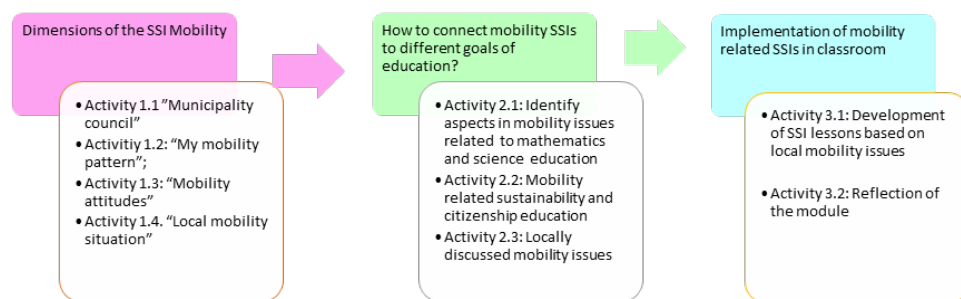 Dimensions of the SSI Mobility
• Activity 1.1 ”Municipality
council”
• Activitiy 1.2: “My mobility
pattern”;
• Activity 1.3: “Mobility
attitudes”
• Activity 1.4. “Local mobility
situation”
How to connect mobility SSIs
to different goals of
education?
• Activity 2.1: Identify
aspects in mobility issues
related to mathematics
and science education
• Activity 2.2: Mobility
related sustainability and
citizenship education
• Activity 2.3: Locally
discussed mobility issues
Implementation of mobility
related SSIs in classroom
• Activity 3.1: Development
of SSI lessons based on
local mobility issues
• Activity 3.2: Reflection of
the module